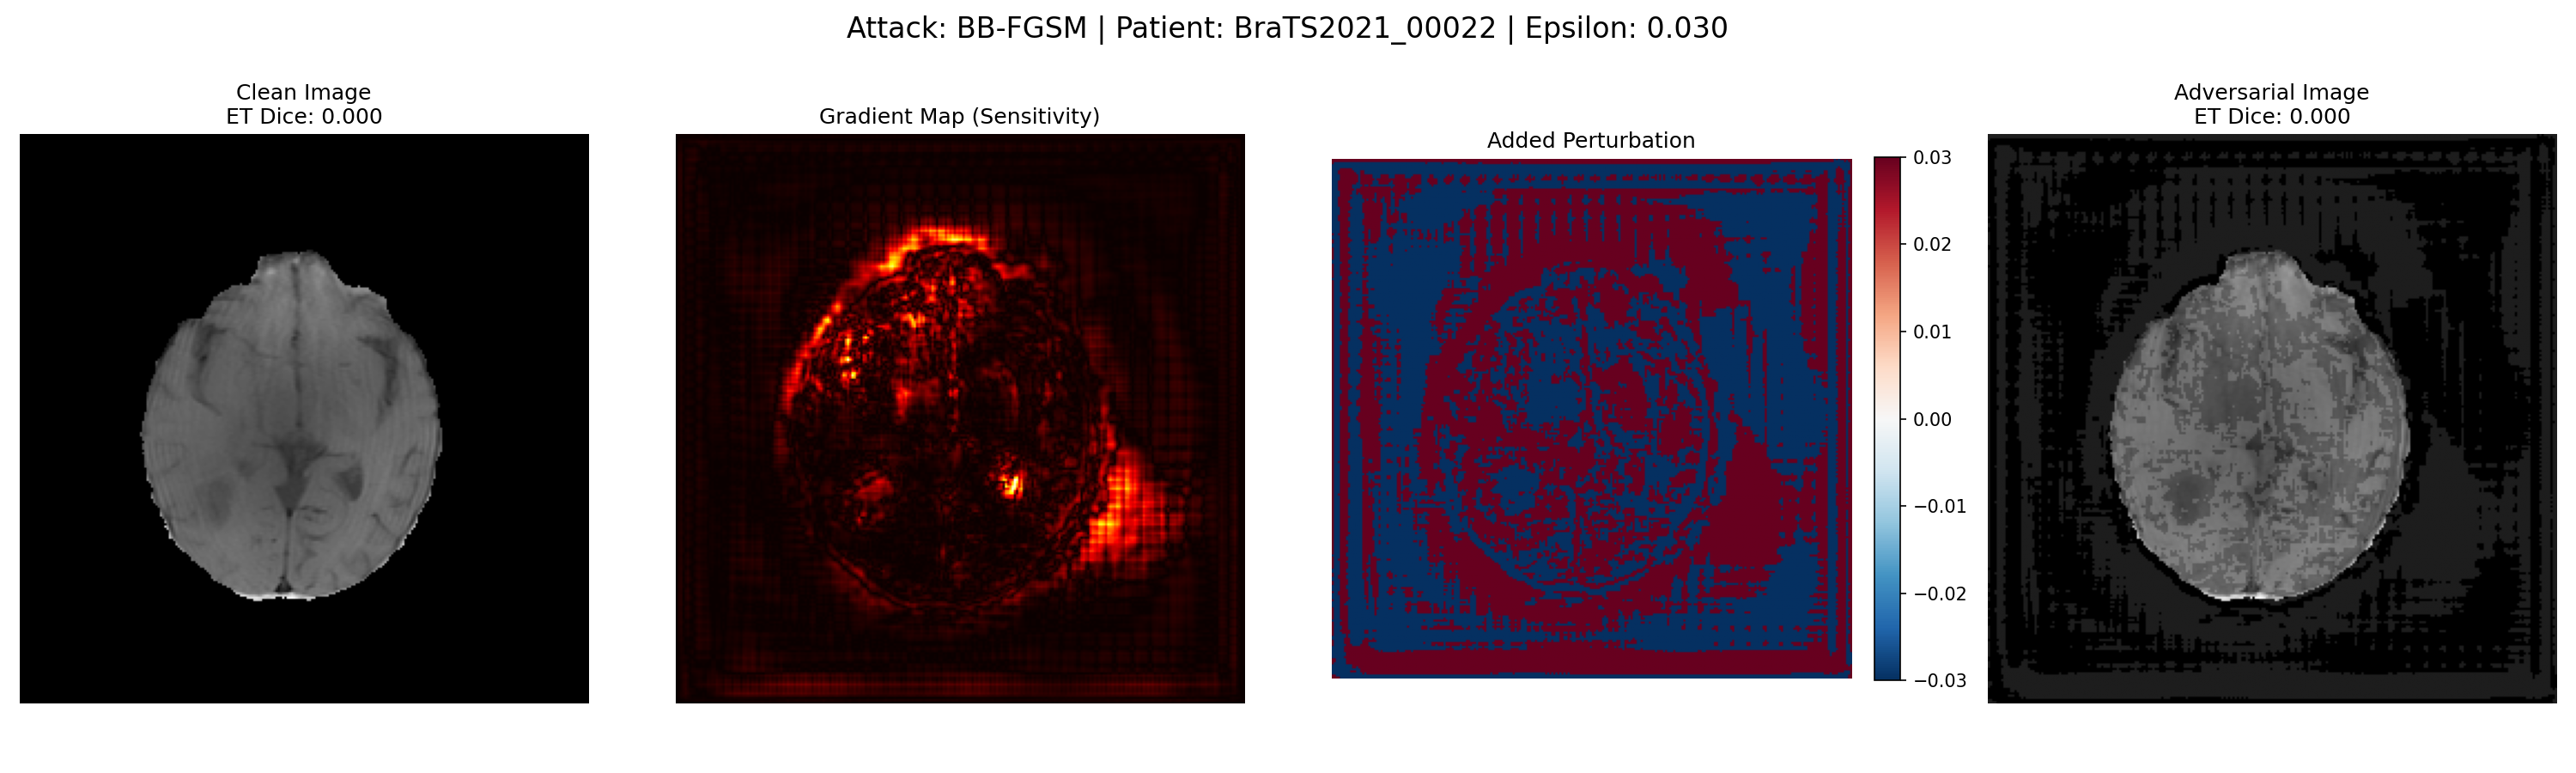 Attack: BB-FGSM | Patient: BraTS2021_00022 | Epsilon: 0.030
Clean Image
ET Dice: 0.000
Gradient Map (Sensitivity)
Added Perturbation
0.03
0.02
0.01
0.00
−0.01
−0.02
−0.03
Adversarial Image
ET Dice: 0.000